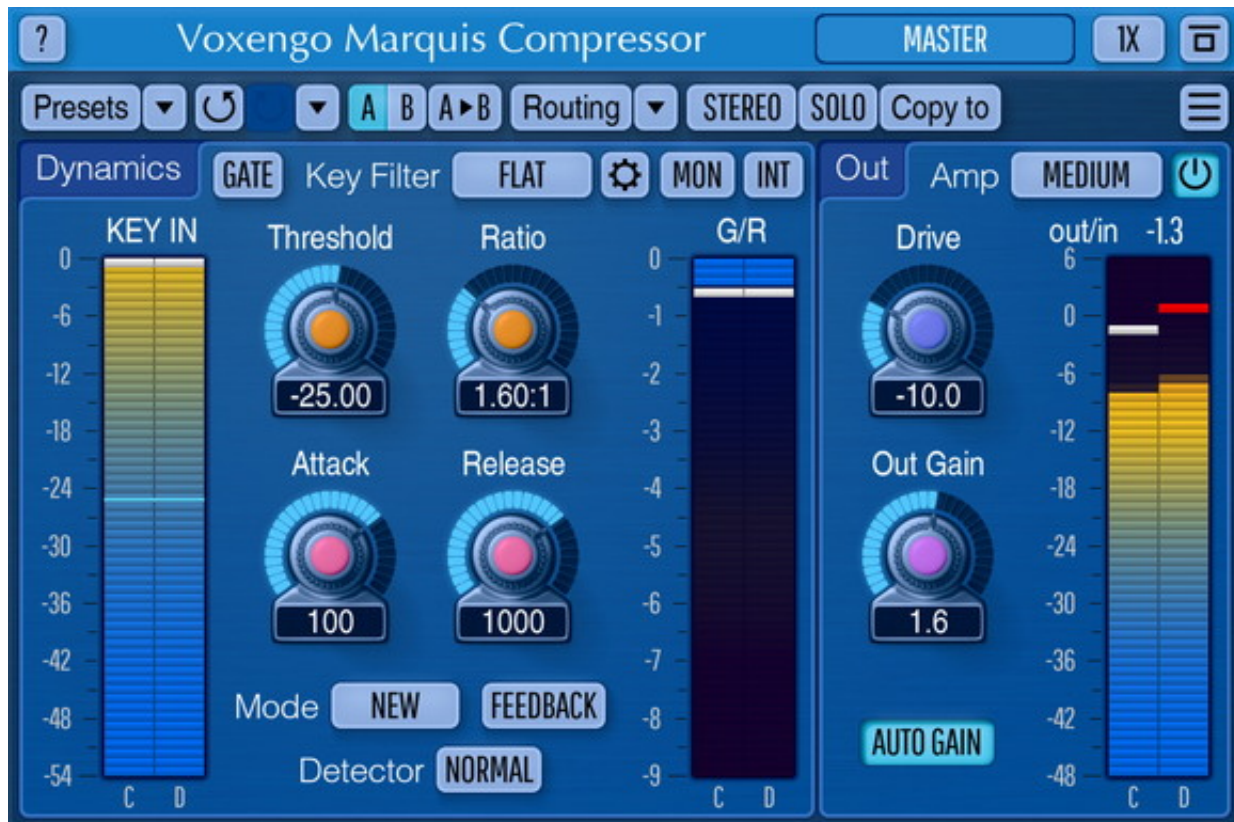 ? Voxengo Marquis Compressor MASTER 1X
Presets A B A►B Routing STEREO SOLO Copy to
Dynamics GATE Key Filter FLAT MON INT Out Amp MEDIUM
KEY IN Threshold Ratio G/R Drive out/in -1.3
0
-6
-12
-18
-24
-30
-36
-42
-48
-54
C D
-25.00 1.60:1
Attack Release
100 1000
Mode NEW FEEDBACK
Detector NORMAL
0
-1
-2
-3
-4
-5
-6
-7
-8
-9
C D
-10.0
Out Gain
1.6
AUTO GAIN
6
0
-6
-12
-18
-24
-30
-36
-42
-48
C D